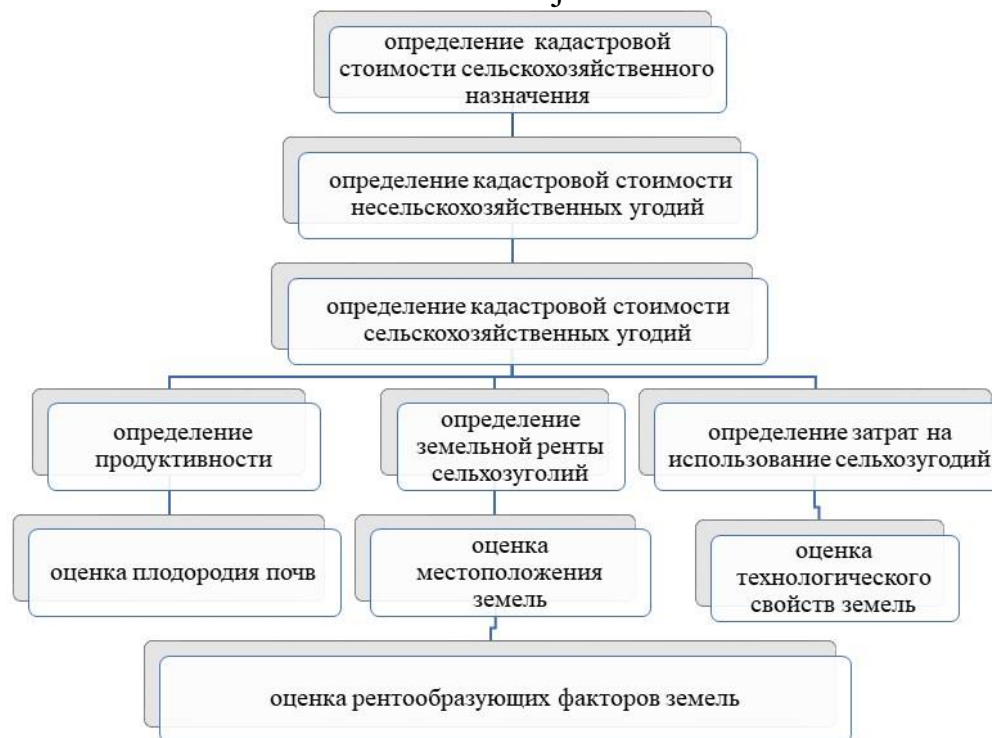 определение кадастровой
стоимости сельскохозяйственного
назначения
определение кадастровой стоимости
несельскохозяйственных угодий
определение кадастровой стоимости
сельскохозяйственных угодий
определение
продуктивности
определение
земельной ренты
сельхозуголий
определение затрат на
использование сельхозугодий
оценка плодородия почв
оценка
местоположения
земель
оценка
технологического
свойств земель
оценка рентообразующих факторов земель